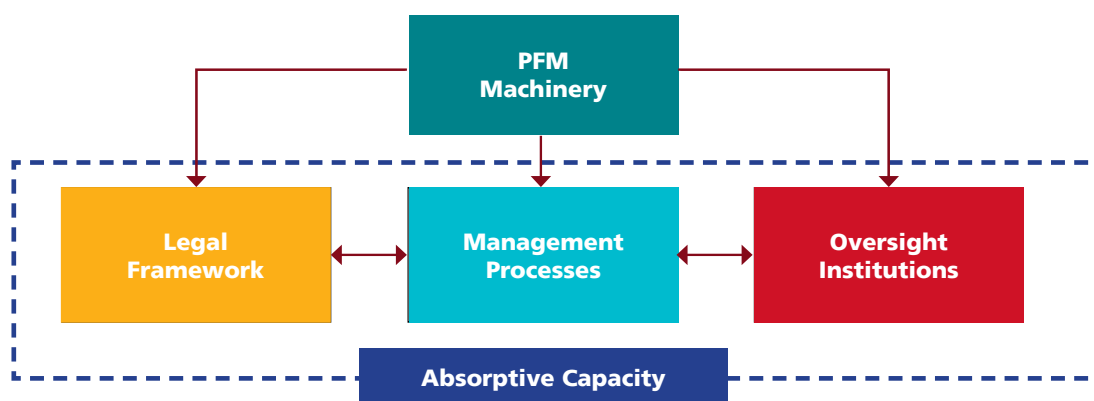 PFM
Machinery
Legal
Framework
Management
Processes
Oversight
Institutions
Absorptive Capacity